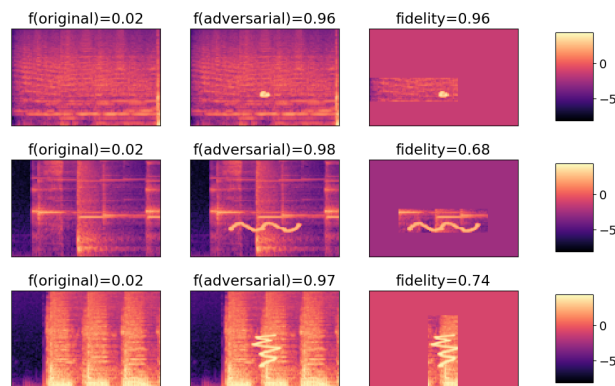 f(original)=0.02 f(adversarial)=0.96 fidelity=0.96
0
−5
f(original)=0.02 f(adversarial)=0.98 fidelity=0.68
0
−5
f(original)=0.02 f(adversarial)=0.97 fidelity=0.74
0
−5